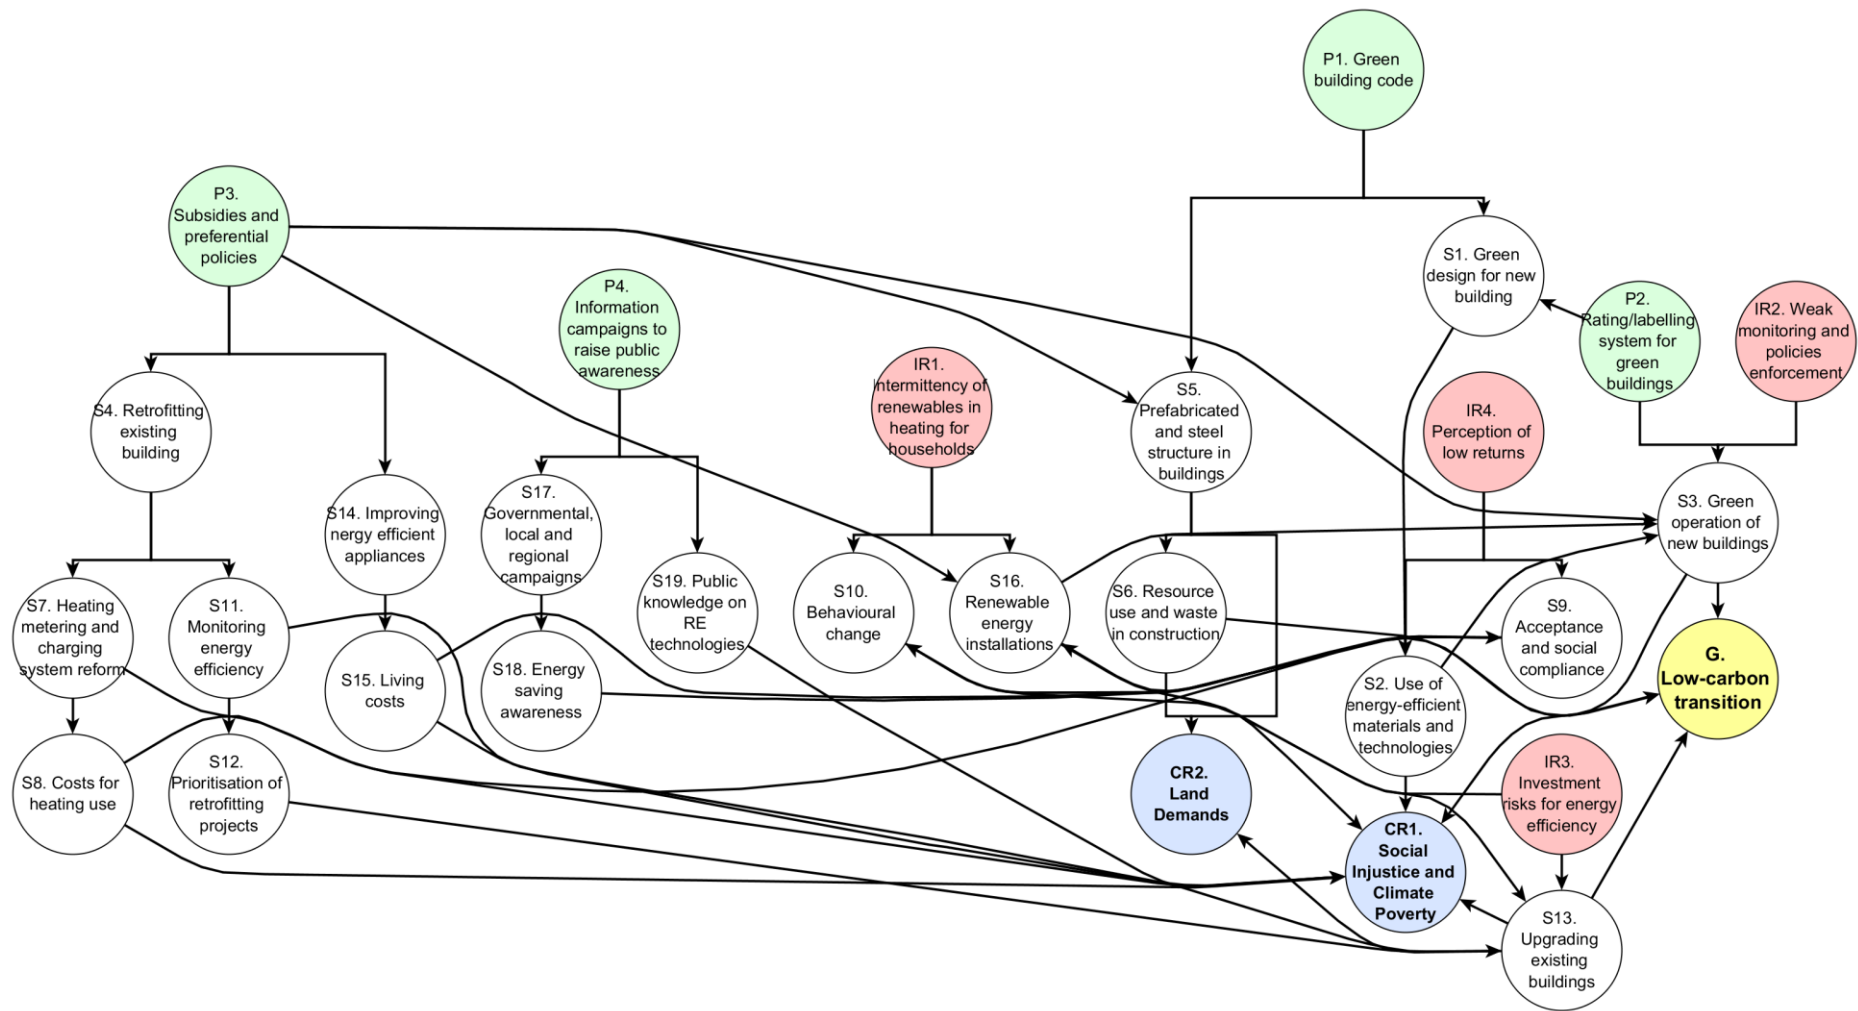 P1. Green
building code
P3.
Subsidies and
preferential
policies
S1. Green
design for new
building
P4.
Information
campaigns to
raise public
awareness
P2.
Rating/labelling
system for
green
buildings
IR2. Weak
monitoring and
policies
enforcement
IR1.
Intermittency of
renewables in
heating for
households
S5.
Prefabricated
and steel
structure in
buildings
IR4.
Perception of
low returns
S4. Retrofitting
existing
building
S14. Improving
nergy efficient
appliances
S17.
Governmental,
local and
regional
campaigns
S3. Green
operation of
new buildings
S7. Heating
metering and
charging
system reform
S11.
Monitoring
energy
efficiency
S19. Public
knowledge on
RE
technologies
S10.
Behavioural
change
S16.
Renewable
energy
installations
S6. Resource
use and waste
in construction
S9.
Acceptance
and social
compliance
G.
Low-carbon
transition
S15. Living
costs
S18. Energy
saving
awareness
S2. Use of
energy-efficient
materials and
technologies
S8. Costs for
heating use
S12.
Prioritisation of
retrofitting
projects
CR2.
Land
Demands
IR3.
Investment
risks for energy
efficiency
CR1.
Social
Injustice and
Climate
Poverty
S13.
Upgrading
existing
buildings